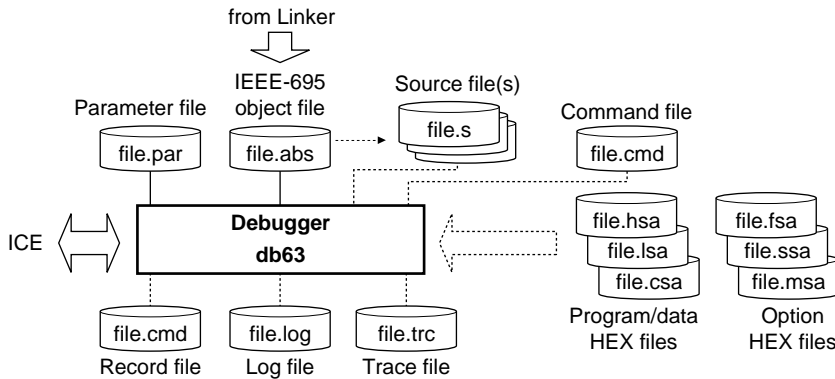 from Linker
IEEE-695
object file
Source file(s)
Parameter file
Command file
file.par
file.abs
file.s
file.cmd
ICE
Debugger
db63
file.hsa
file.lsa
file.csa
file.fsa
file.ssa
file.msa
file.cmd
file.log
file.trc
Program/data
HEX files
Option
HEX files
Record file
Log file
Trace file